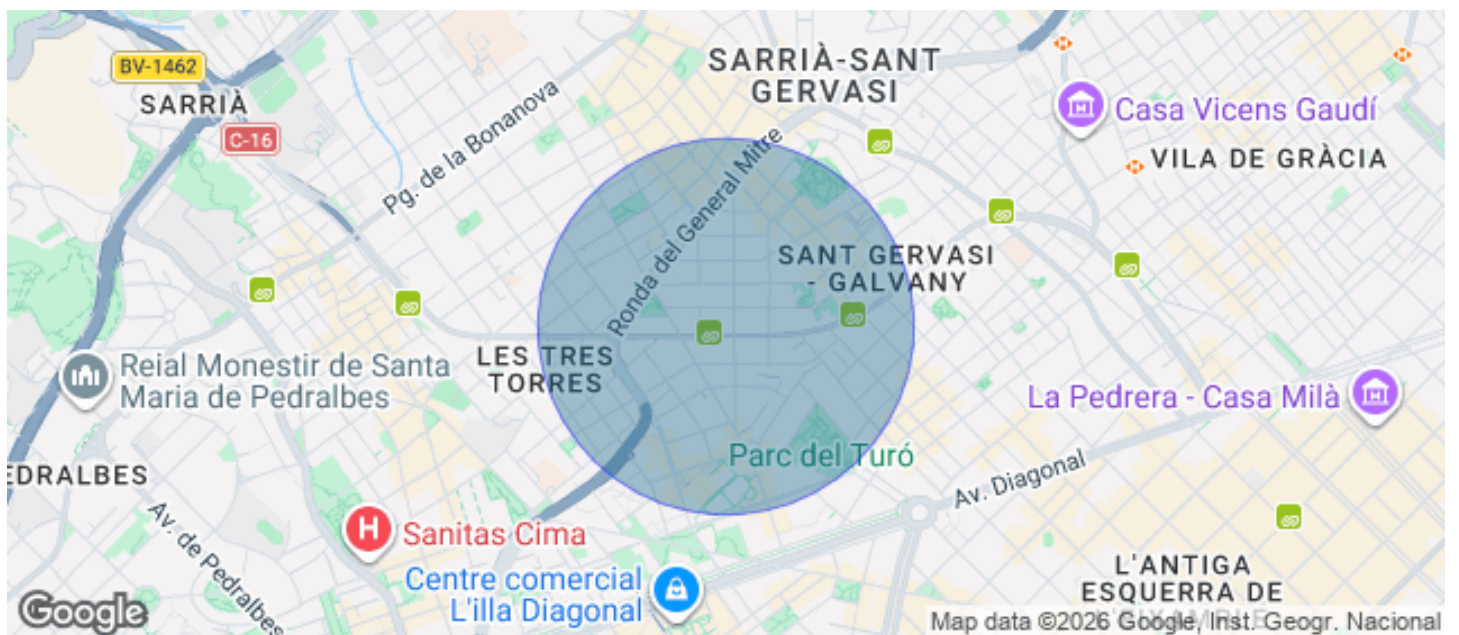 SARRIÀ-SANT
GERVASI
BV-1462
SARRIÀ
C-16
Pg. de la Bonanova
Casa Vicens Gaudí
VILA DE GRÀCIA
Ronda del General Mitre
SANT GERVASI
- GALVANY
LES TRES
TORRES
Reial Monestir de Santa
Maria de Pedralbes
La Pedrera - Casa Milà
Parc del Turó
EDRALBES
Av. Diagonal
Av. de Pedralbes
H
Sanitas Cima
Centre comercial
L'illa Diagonal
L'ANTIGA
ESQUERRA DE
Google
Map data ©2026 Google, Inst. Geogr. Nacional